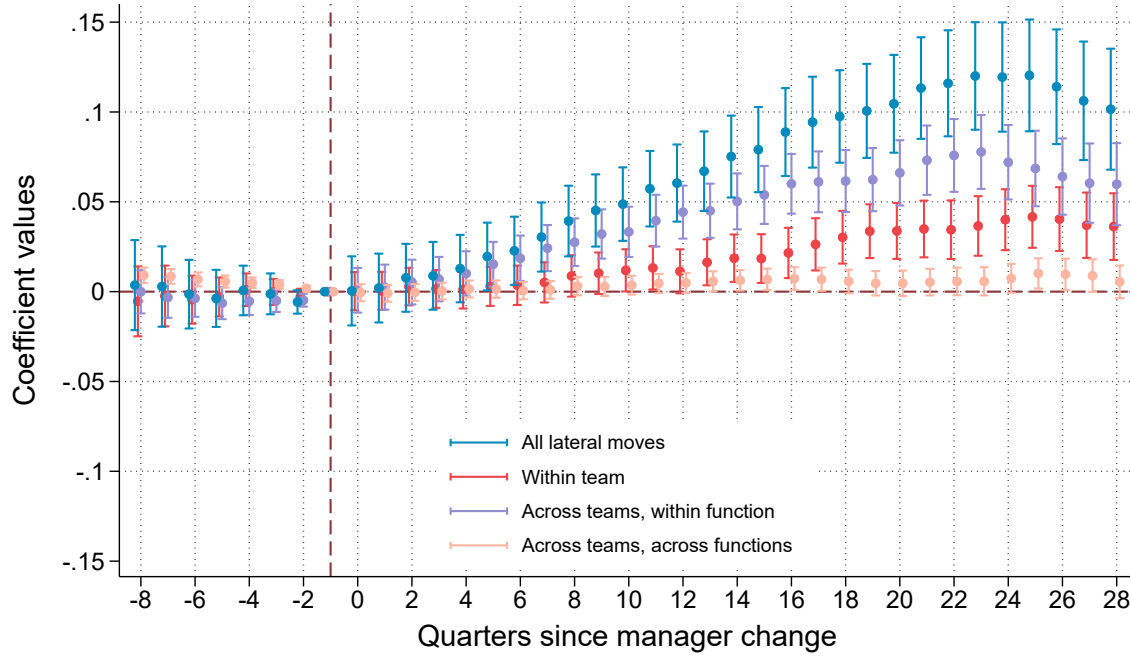 .15
.1
.05
0
-.05
-.1
-.15
Coefficient values
All lateral moves
Within team
Across teams, within function
Across teams, across functions
-8 -6 -4 -2 0 2 4 6 8 10 12 14 16 18 20 22 24 26 28
Quarters since manager change